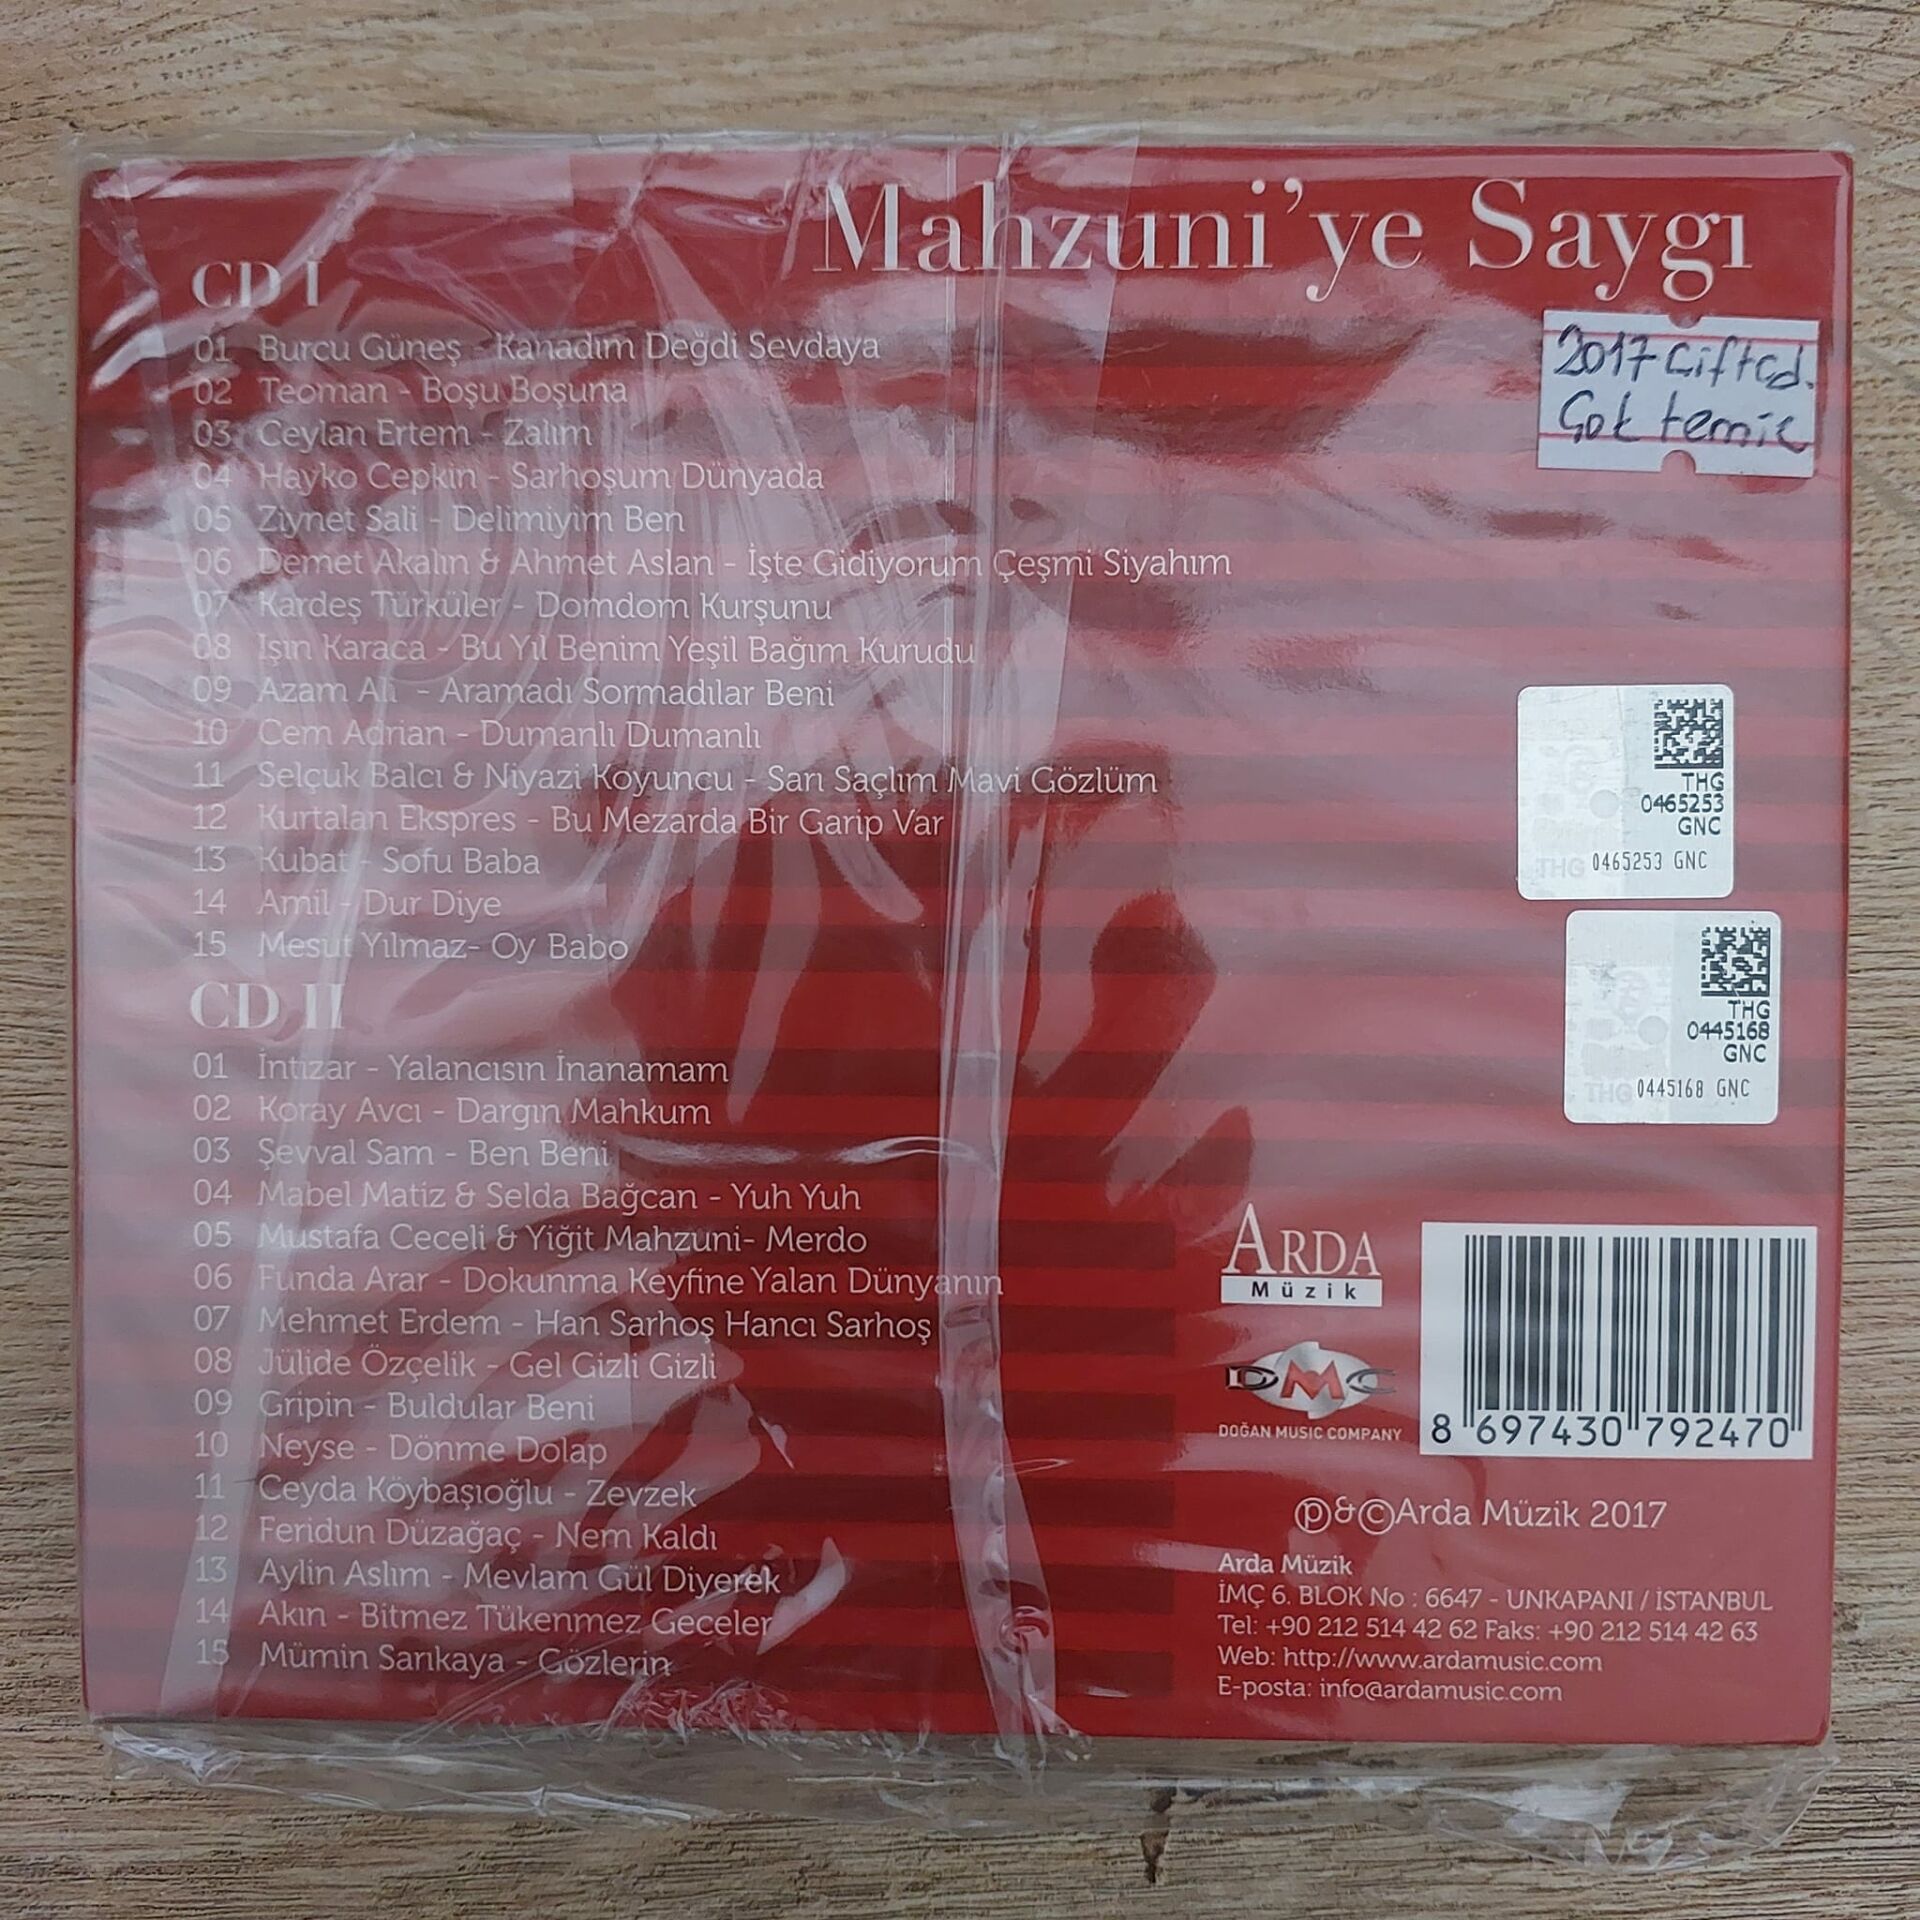 Mahzuni'ye Saygı
2017 Çift Cd.
Çok temiz
CD I
01 Burcu Güneş - Kanadım Değdi Sevdaya
02 Teoman - Boşu Boşuna
03 Ceylan Ertem - Zalım
04 Hayko Cepkin - Sarhoşum Dünyada
05 Ziynet Sali - Delimiyim Ben
06 Demet Akalın & Ahmet Aslan - İşte Gidiyorum Çeşmi Siyahım
07 Kardeş Türküler - Domdom Kurşunu
08 Işın Karaca - Bu Yıl Benim Yeşil Bağım Kurudu
09 Azam Ali - Aramadı Sormadılar Beni
10 Cem Adrian - Dumanlı Dumanlı
11 Selçuk Balcı & Niyazi Koyuncu - Sarı Saçlım Mavi Gözlüm
12 Kurtalan Ekspres - Bu Mezarda Bir Garip Var
13 Kubat - Sofu Baba
14 Amil - Dur Diye
15 Mesut Yılmaz- Oy Babo
CD II
01 İntizar - Yalancısın İnanamam
02 Koray Avcı - Dargın Mahkum
03 Şevval Sam - Ben Beni
04 Mabel Matiz & Selda Bağcan - Yuh Yuh
05 Mustafa Ceceli & Yiğit Mahzuni- Merdo
06 Funda Arar - Dokunma Keyfine Yalan Dünyanın
07 Mehmet Erdem - Han Sarhoş Hancı Sarhoş
08 Jülide Özçelik - Gel Gizli Gizli
09 Gripin - Buldular Beni
10 Neyse - Dönme Dolap
11 Ceyda Köybaşıoğlu - Zevzek
12 Feridun Düzağaç - Nem Kaldı
13 Aylin Aslım - Mevlam Gül Diyerek
14 Akın - Bitmez Tükenmez Geceler
15 Mümin Sarıkaya - Gözlerin
THG
0465253
GNC
THG 0465253 GNC
THG
0445168
GNC
THG 0445168 GNC
ARDA
Müzik
DMC
DOĞAN MUSIC COMPANY
8 697430 792470
℗&©Arda Müzik 2017
Arda Müzik
İMÇ 6. BLOK No : 6647 - UNKAPANI / İSTANBUL
Tel: +90 212 514 42 62 Faks: +90 212 514 42 63
Web: http://www.ardamusic.com
E-posta: info@ardamusic.com